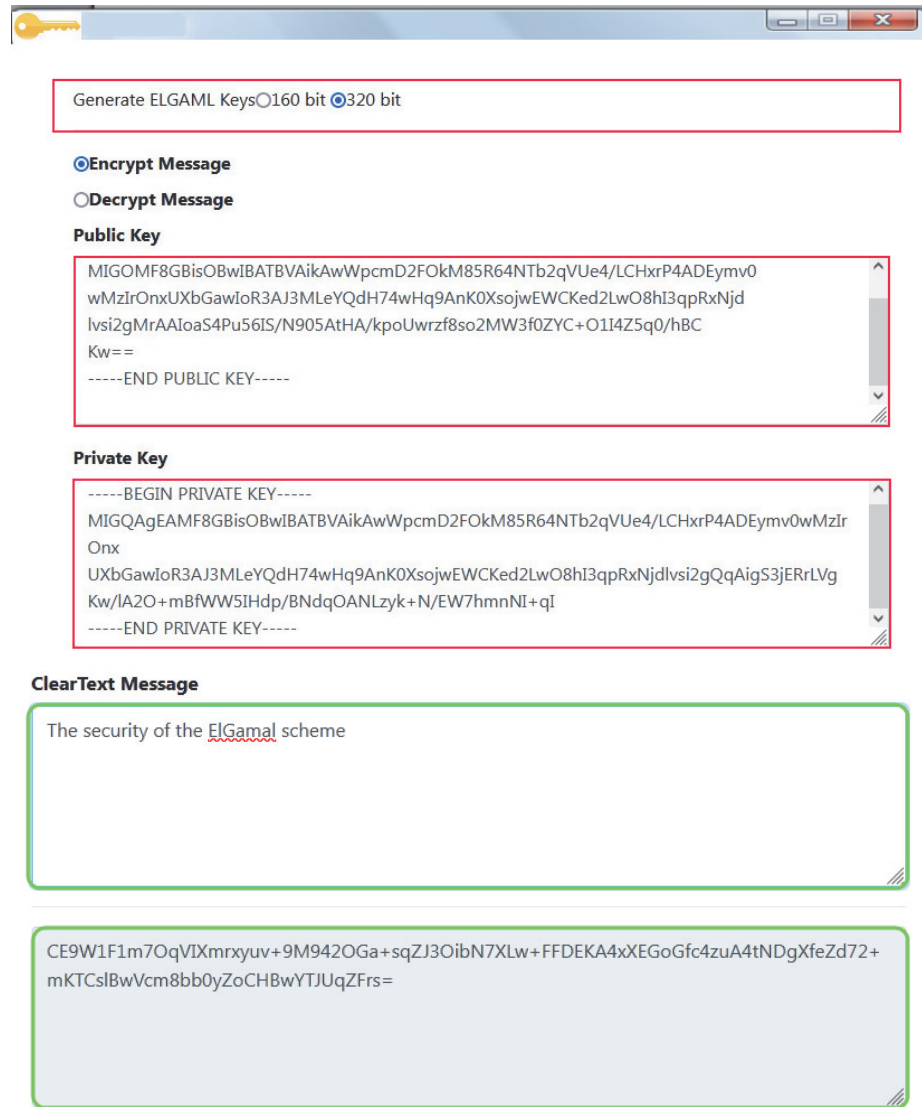 Generate ELGAML Keys 160 bit 320 bit
Encrypt Message
Decrypt Message
Public Key
MIGOMF8GBisOBwIBATBVAikAwWpcmD2FOkM85R64NTb2qVUe4/LCHxrP4ADEymv0
wMzIrOnxUXbGawIoR3AJ3MLeYQdH74wHq9AnK0XsojwEWCKed2LwO8hI3qpRxNjd
lvsi2gMrAAIoaS4Pu56IS/N905AtHA/kpoUwrzf8so2MW3f0ZYC+O1I4Z5q0/hBC
Kw==
-----END PUBLIC KEY-----
Private Key
-----BEGIN PRIVATE KEY-----
MIGQAgEAMF8GBisOBwIBATBVAikAwWpcmD2FOkM85R64NTb2qVUe4/LCHxrP4ADEymv0wMzIr
Onx
UXbGawIoR3AJ3MLeYQdH74wHq9AnK0XsojwEWCKed2LwO8hI3qpRxNjdlvsi2gQqAigS3jERrLVg
Kw/lA2O+mBfWW5IHdp/BNdqOANLzyk+N/EW7hmnNI+qI
-----END PRIVATE KEY-----
ClearText Message
The security of the ElGamal scheme
CE9W1F1m7OqVIXmrxyuv+9M942OGa+sqZJ3OibN7XLw+FFDEKA4xXEGoGfc4zuA4tNDgXfeZd72+
mKTCslBwVcm8bb0yZoCHBwYTJUqZFrs=